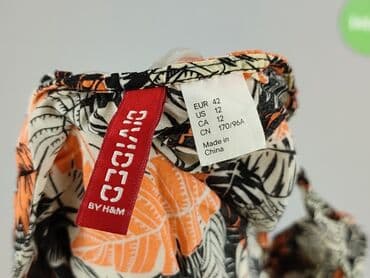 DIVIDED
BY H&M
EUR 42
US 12
CA 12
CN 170/96A
Made in
China